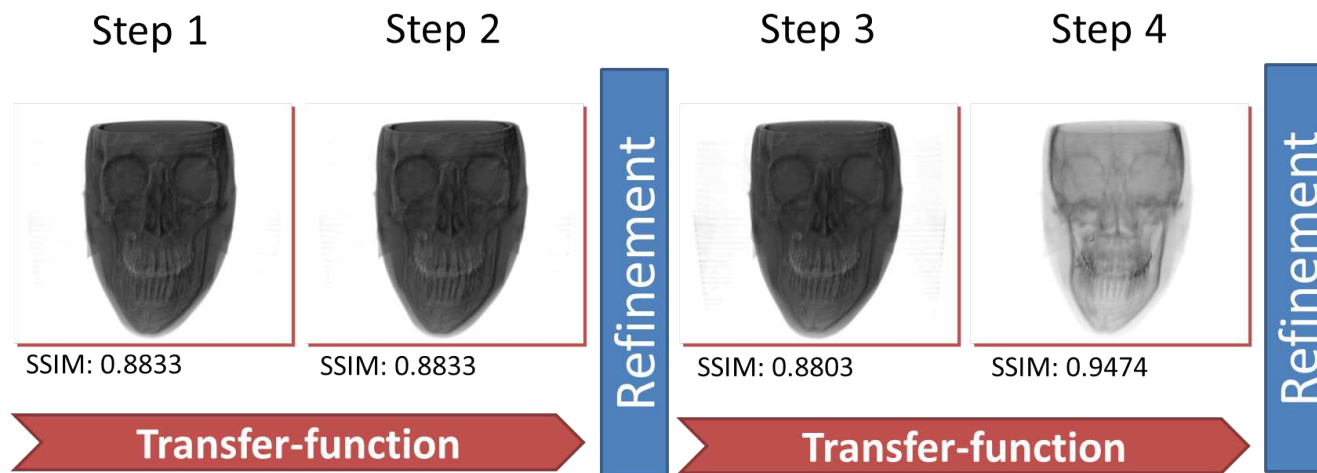 Step 1
Step 2
Step 3
Step 4
SSIM: 0.8833
SSIM: 0.8833
Refinement
SSIM: 0.8803
SSIM: 0.9474
Refinement
Transfer-function
Transfer-function